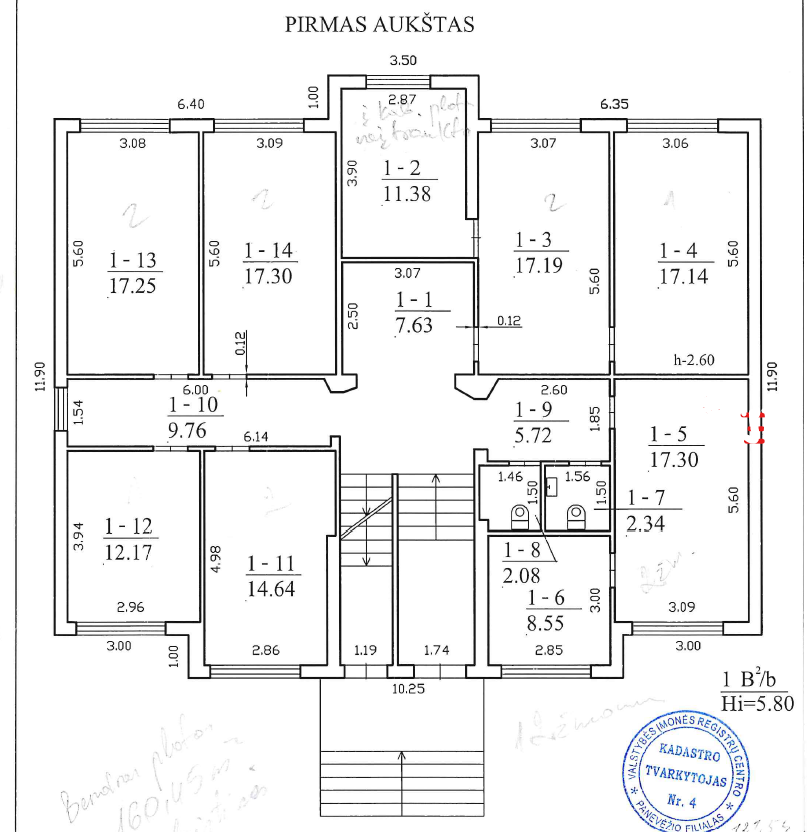 PIRMAS AUKŠTAS
3.50
6.40
1.00
2.87
6.35
3.08
3.09
3.07
3.06
3.90
1 - 2
11.38
2
2
2
1
5.60
1 - 13
17.25
5.60
1 - 14
17.30
1 - 3
17.19
5.60
1 - 4
17.14
5.60
3.07
2.50
1 - 1
7.63
0.12
0.12
h-2.60
11.90
11.90
1.54
6.00
1 - 10
9.76
6.14
2.60
1 - 9
5.72
1.85
1 - 5
17.30
5.60
1.46
1.50
1.56
1.50
1 - 7
2.34
3.94
1 - 12
12.17
4.98
1 - 11
14.64
1 - 8
2.08
1 - 6
8.55
3.00
2.96
2.86
1.19
1.74
2.85
3.09
3.00
1.00
10.25
3.00
1 B²/b
Hi=5.80
Bendras plotas
160,45 m
VALSTYBĖS ĮMONĖS REGISTRŲ CENTRO
KADASTRO
TVARKYTOJAS
Nr. 4
PANEVĖŽIO FILIALAS